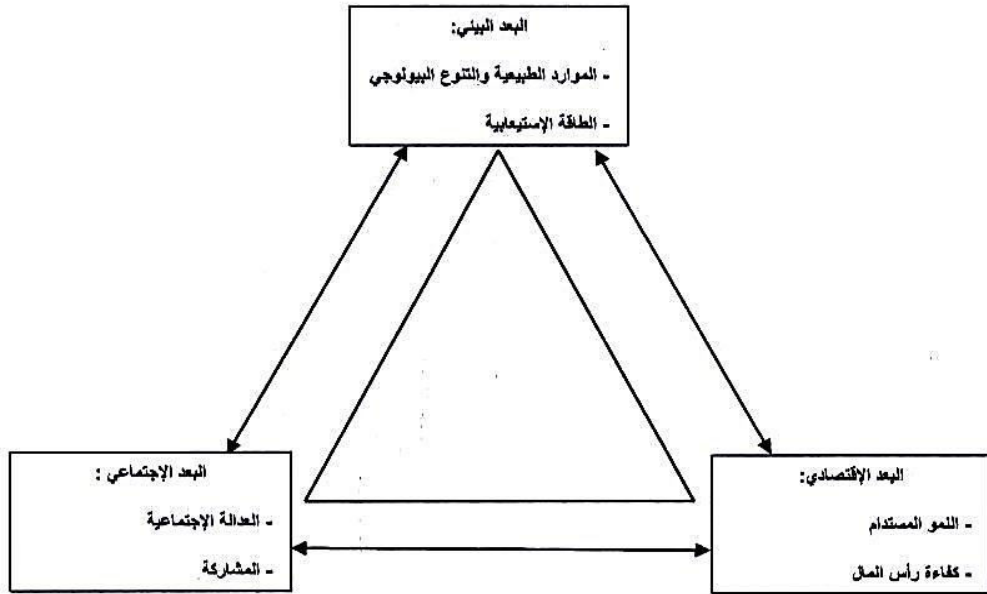 البعد البيئي:
- الموارد الطبيعية والتنوع البيولوجي
- الطاقة الإستيعابية
البعد الإقتصادي:
- النمو المستدام
- كفاءة رأس المال
البعد الإجتماعي :
- العدالة الإجتماعية
- المشاركة